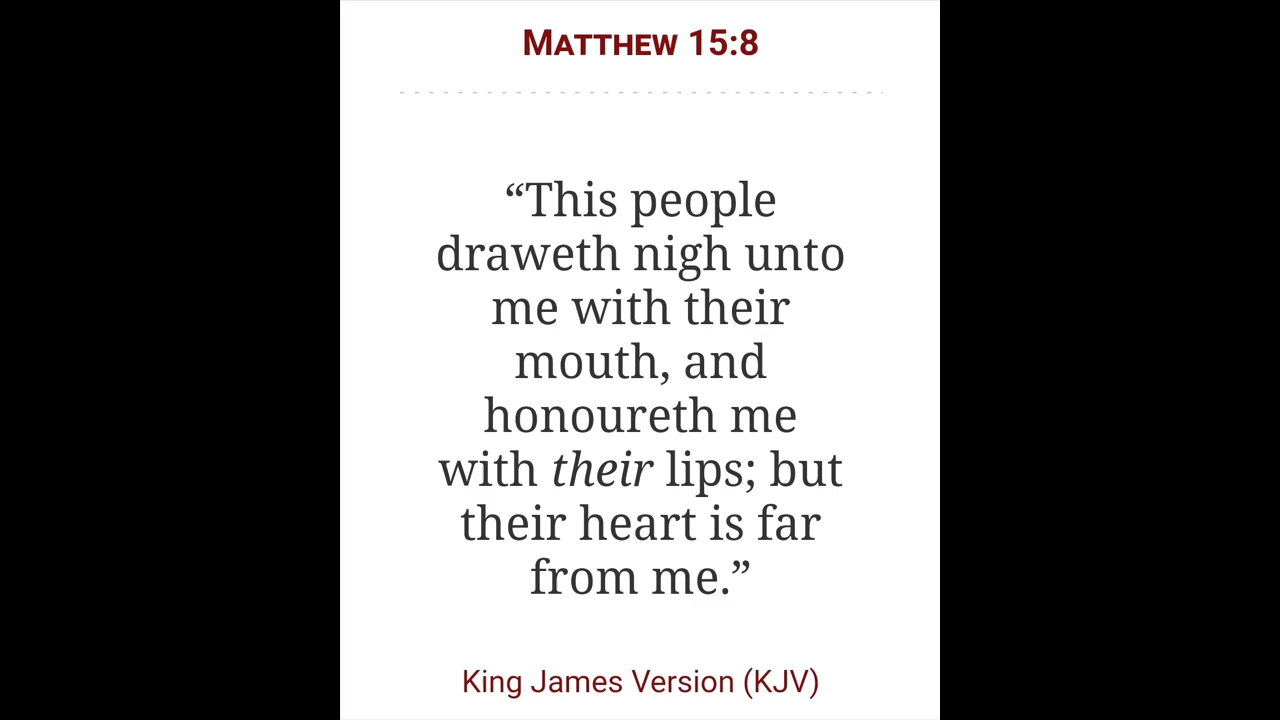 Matthew 15:8
“This people
draweth nigh unto
me with their
mouth, and
honoureth me
with their lips; but
their heart is far
from me.”
King James Version (KJV)